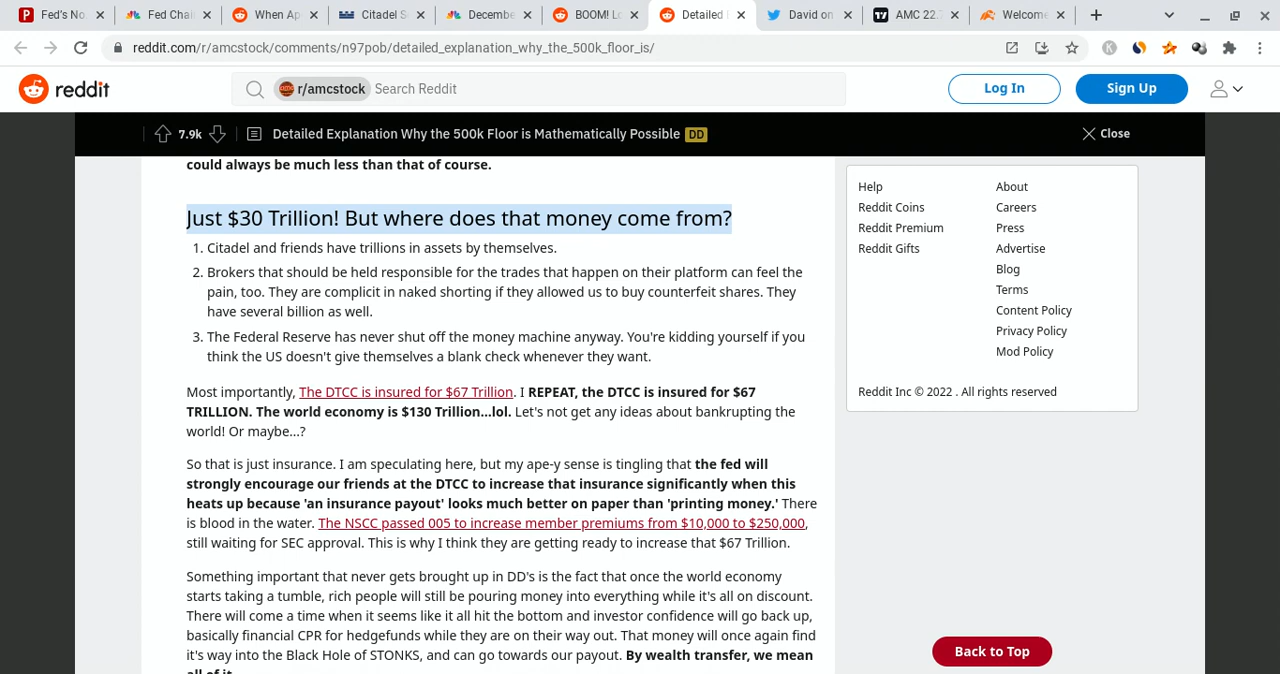 Fed's No.
Fed Chai
When Ap
Citadel S
Decembe
BOOM! Lo
Detailed
David on
AMC 22.
Welcome
reddit.com/r/amcstock/comments/n97pob/detailed_explanation_why_the_500k_floor_is/
reddit
r/amcstock
Search Reddit
Log In
Sign Up
7.9k
Detailed Explanation Why the 500k Floor is Mathematically Possible DD
Close
could always be much less than that of course.
Just $30 Trillion! But where does that money come from?
1. Citadel and friends have trillions in assets by themselves.
2. Brokers that should be held responsible for the trades that happen on their platform can feel the
pain, too. They are complicit in naked shorting if they allowed us to buy counterfeit shares. They
have several billion as well.
3. The Federal Reserve has never shut off the money machine anyway. You're kidding yourself if you
think the US doesn't give themselves a blank check whenever they want.
Most importantly, The DTCC is insured for $67 Trillion. I REPEAT, the DTCC is insured for $67
TRILLION. The world economy is $130 Trillion...lol. Let's not get any ideas about bankrupting the
world! Or maybe...?
So that is just insurance. I am speculating here, but my ape-y sense is tingling that the fed will
strongly encourage our friends at the DTCC to increase that insurance significantly when this
heats up because 'an insurance payout' looks much better on paper than 'printing money.' There
is blood in the water. The NSCC passed 005 to increase member premiums from $10,000 to $250,000,
still waiting for SEC approval. This is why I think they are getting ready to increase that $67 Trillion.
Something important that never gets brought up in DD's is the fact that once the world economy
starts taking a tumble, rich people will still be pouring money into everything while it's all on discount.
There will come a time when it seems like it all hit the bottom and investor confidence will go back up,
basically financial CPR for hedgefunds while they are on their way out. That money will once again find
it's way into the Black Hole of STONKS, and can go towards our payout. By wealth transfer, we mean
all of it.
Help
About
Reddit Coins
Careers
Reddit Premium
Press
Reddit Gifts
Advertise
Blog
Terms
Content Policy
Privacy Policy
Mod Policy
Reddit Inc © 2022 . All rights reserved
Back to Top